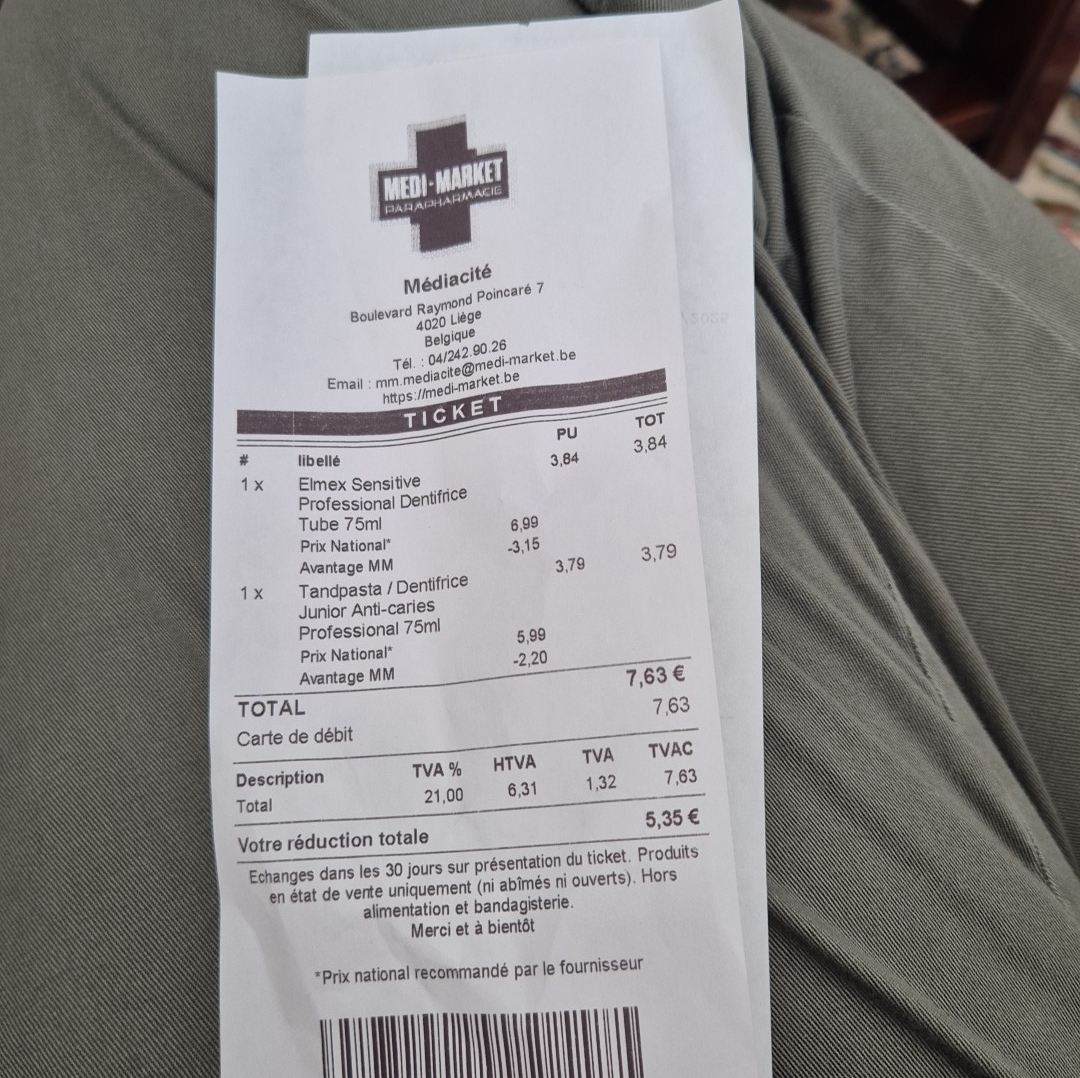 MEDI-MARKET
PARAPHARMACIE
Médiacité
Boulevard Raymond Poincaré 7
4020 Liège
Belgique
Tél. : 04/242.90.26
Email : mm.mediacite@medi-market.be
https://medi-market.be
TICKET
# libellé PU TOT
1 x Elmex Sensitive 3,84 3,84
Professional Dentifrice
Tube 75ml
Prix National* 6,99
Avantage MM -3,15
1 x Tandpasta / Dentifrice 3,79 3,79
Junior Anti-caries
Professional 75ml
Prix National* 5,99
Avantage MM -2,20
TOTAL 7,63 €
Carte de débit 7,63
Description TVA % HTVA TVA TVAC
Total 21,00 6,31 1,32 7,63
Votre réduction totale 5,35 €
Echanges dans les 30 jours sur présentation du ticket. Produits
en état de vente uniquement (ni abîmés ni ouverts). Hors
alimentation et bandagisterie.
Merci et à bientôt
*Prix national recommandé par le fournisseur